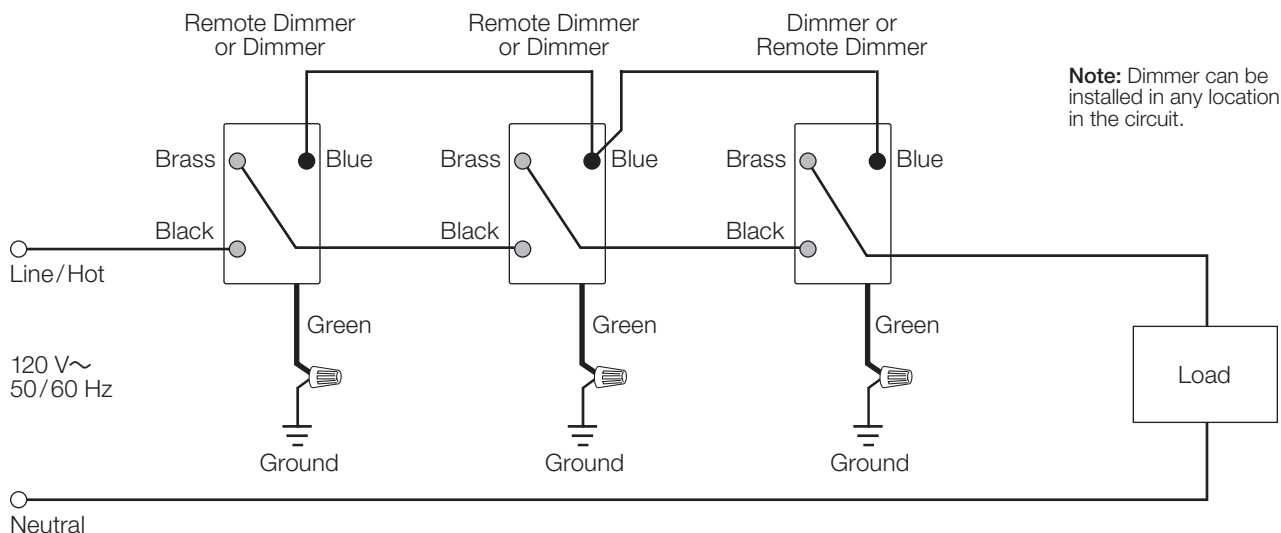 Remote Dimmer
or Dimmer
Remote Dimmer
or Dimmer
Dimmer or
Remote Dimmer
Note: Dimmer can be
installed in any location
in the circuit.
Brass
Blue
Brass
Blue
Brass
Blue
Black
Black
Black
Line/Hot
Green
Green
Green
120 V~
50/60 Hz
Load
Ground
Ground
Ground
Neutral